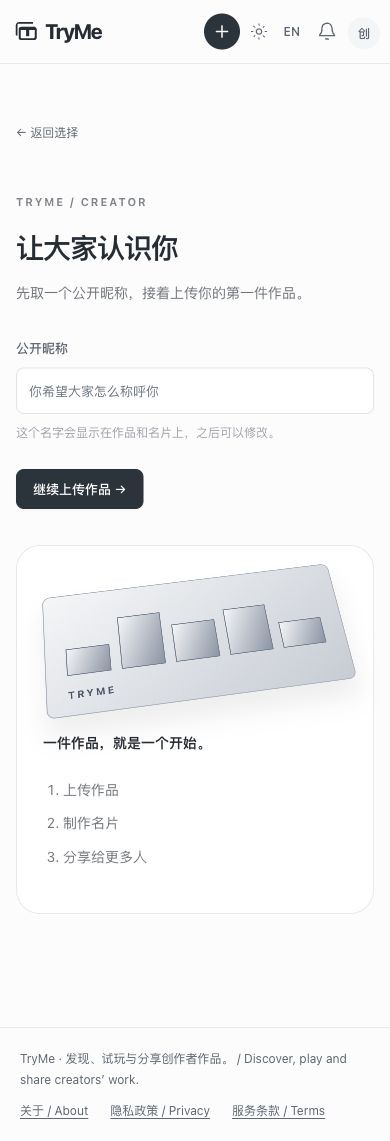 TryMe
EN
创
← 返回选择
TRYME / CREATOR
让大家认识你
先取一个公开昵称，接着上传你的第一件作品。
公开昵称
你希望大家怎么称呼你
这个名字会显示在作品和名片上，之后可以修改。
继续上传作品 →
TRYME
一件作品，就是一个开始。
1. 上传作品
2. 制作名片
3. 分享给更多人
TryMe · 发现、试玩与分享创作者作品。 / Discover, play and
share creators’ work.
关于 / About 隐私政策 / Privacy 服务条款 / Terms